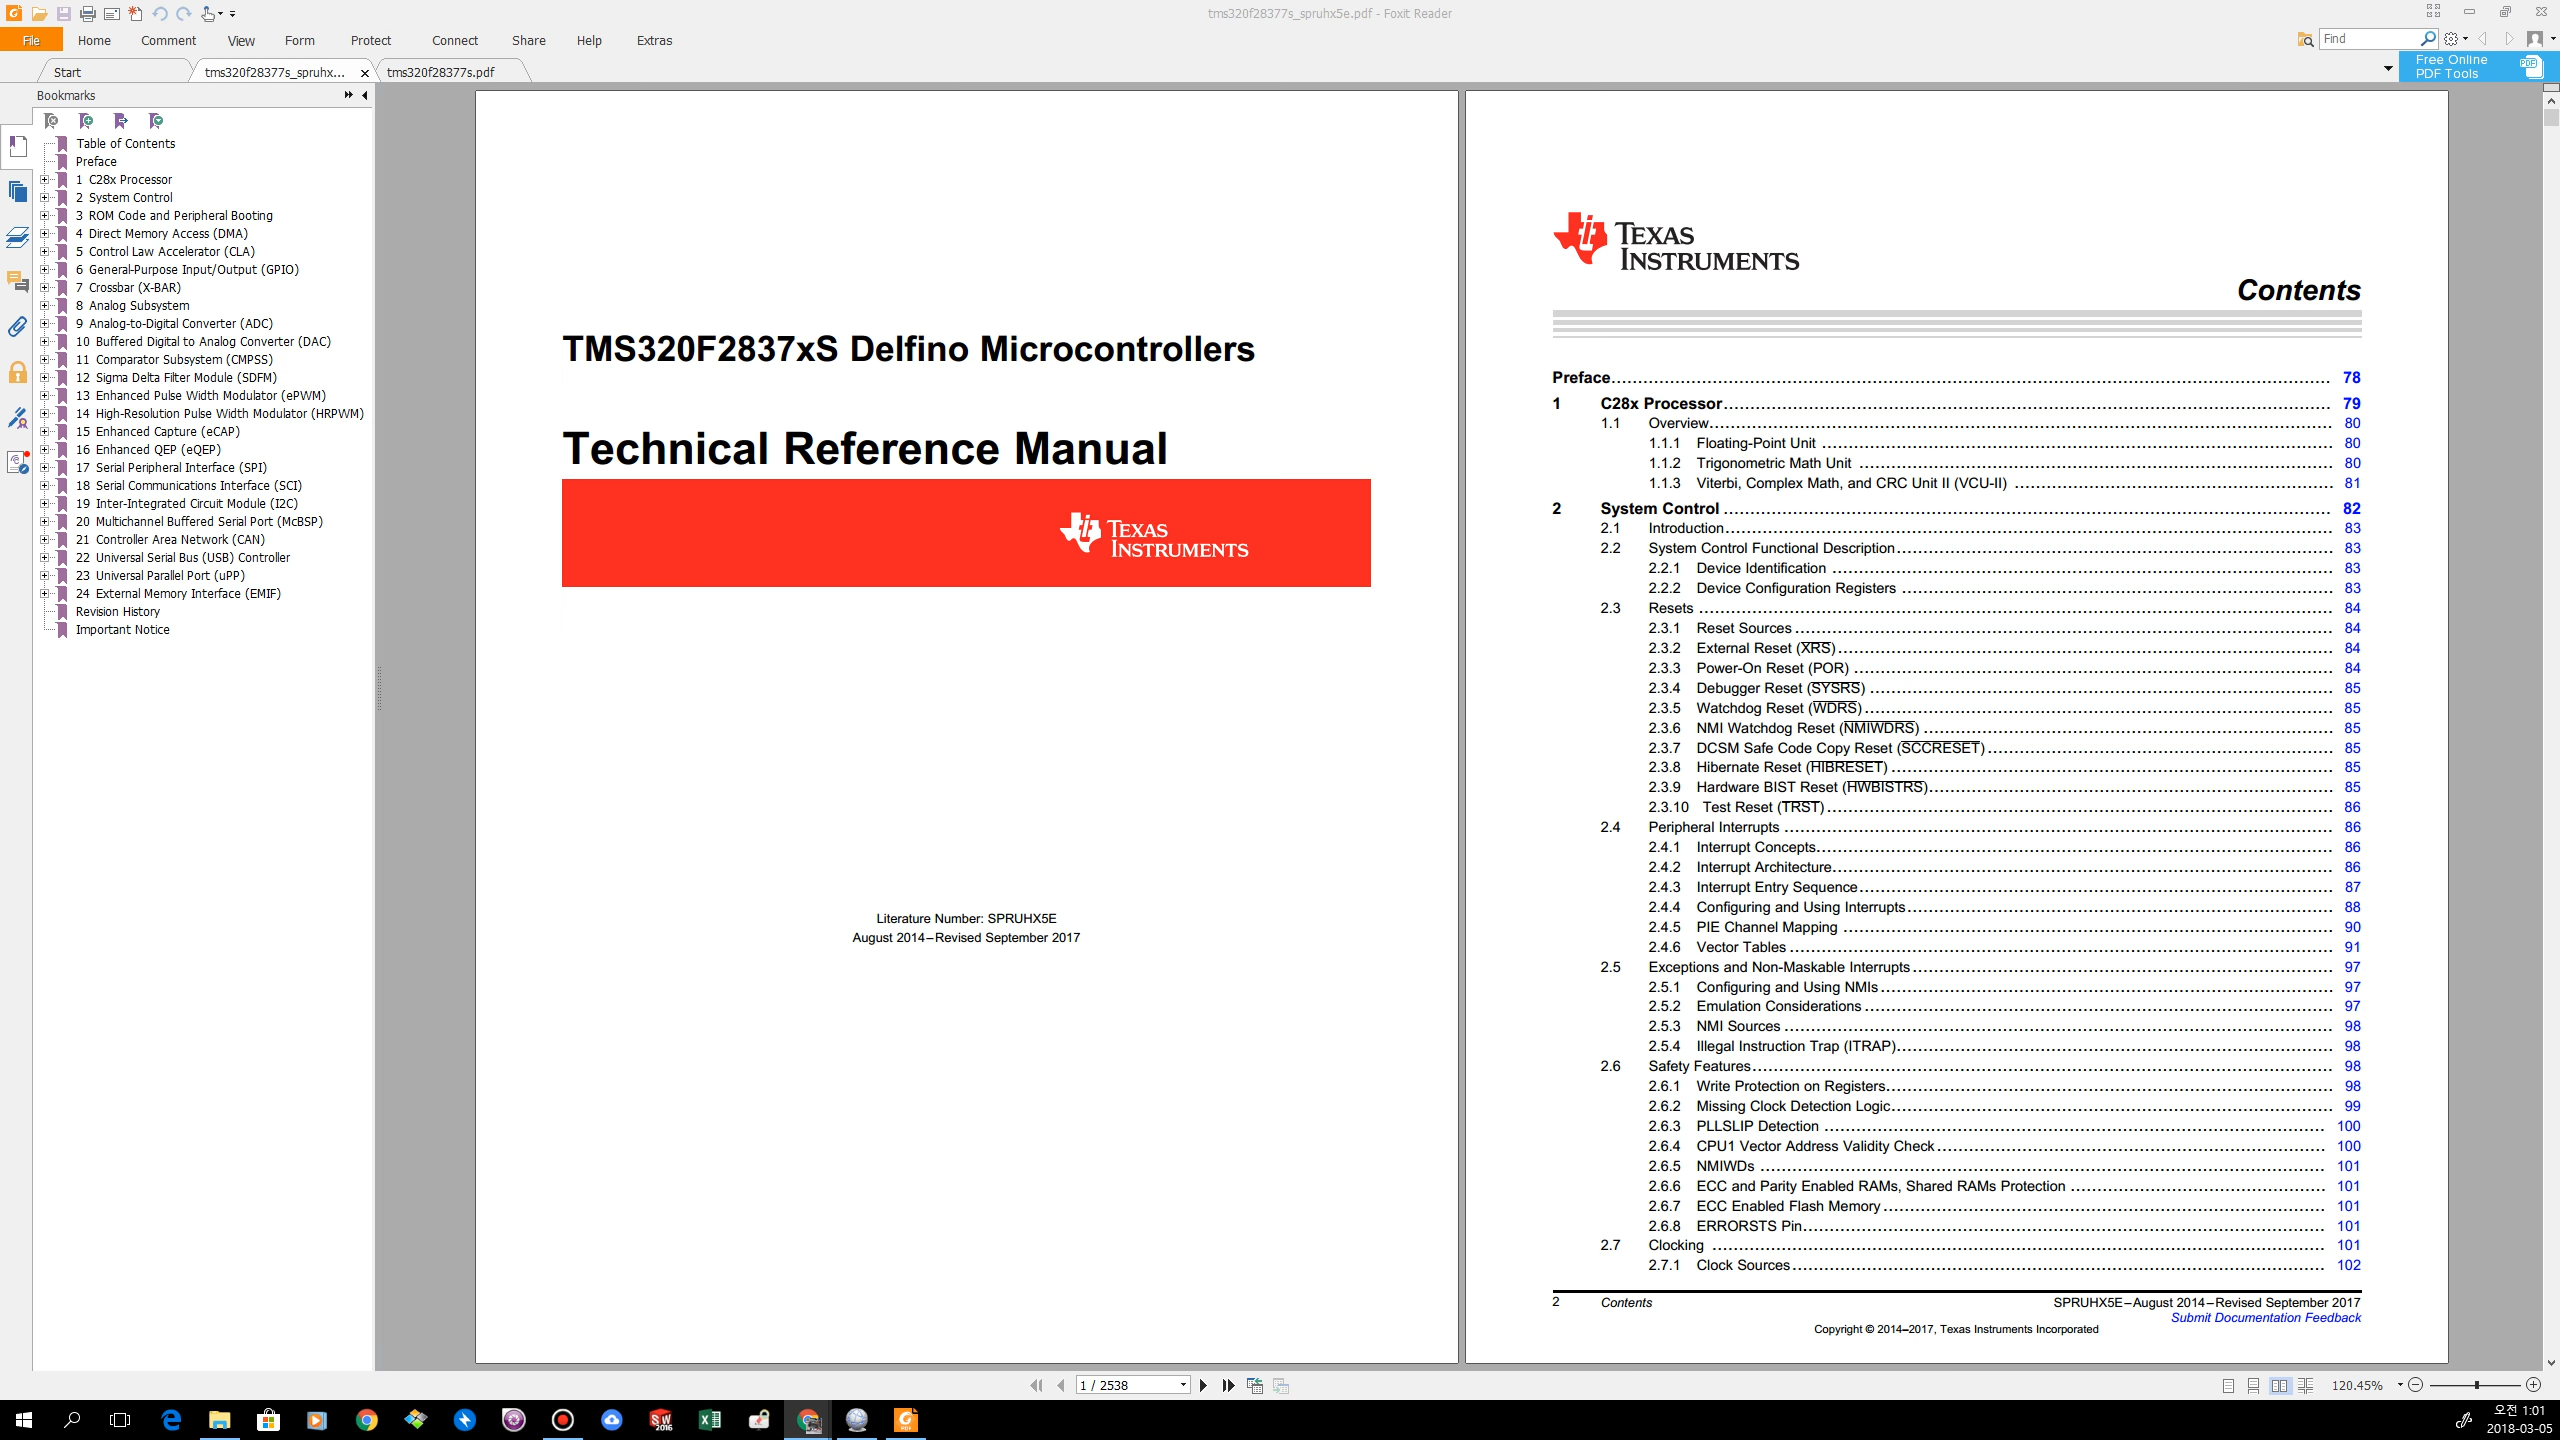 tms320f28377s_spruhx5e.pdf - Foxit Reader
File Home Comment View Form Protect Connect Share Help Extras
Find
Start
tms320f28377s_spruhx...
tms320f28377s.pdf
Free Online
PDF Tools
Bookmarks
Table of Contents
Preface
1 C28x Processor
2 System Control
3 ROM Code and Peripheral Booting
4 Direct Memory Access (DMA)
5 Control Law Accelerator (CLA)
6 General-Purpose Input/Output (GPIO)
7 Crossbar (X-BAR)
8 Analog Subsystem
9 Analog-to-Digital Converter (ADC)
10 Buffered Digital to Analog Converter (DAC)
11 Comparator Subsystem (CMPSS)
12 Sigma Delta Filter Module (SDFM)
13 Enhanced Pulse Width Modulator (ePWM)
14 High-Resolution Pulse Width Modulator (HRPWM)
15 Enhanced Capture (eCAP)
16 Enhanced QEP (eQEP)
17 Serial Peripheral Interface (SPI)
18 Serial Communications Interface (SCI)
19 Inter-Integrated Circuit Module (I2C)
20 Multichannel Buffered Serial Port (McBSP)
21 Controller Area Network (CAN)
22 Universal Serial Bus (USB) Controller
23 Universal Parallel Port (uPP)
24 External Memory Interface (EMIF)
Revision History
Important Notice
TMS320F2837xS Delfino Microcontrollers
Technical Reference Manual
TEXAS
INSTRUMENTS
Literature Number: SPRUHX5E
August 2014–Revised September 2017
TEXAS
INSTRUMENTS
Contents
Preface 78
1 C28x Processor 79
1.1 Overview 80
1.1.1 Floating-Point Unit 80
1.1.2 Trigonometric Math Unit 80
1.1.3 Viterbi, Complex Math, and CRC Unit II (VCU-II) 81
2 System Control 82
2.1 Introduction 83
2.2 System Control Functional Description 83
2.2.1 Device Identification 83
2.2.2 Device Configuration Registers 83
2.3 Resets 84
2.3.1 Reset Sources 84
2.3.2 External Reset (XRS) 84
2.3.3 Power-On Reset (POR) 84
2.3.4 Debugger Reset (SYSRS) 85
2.3.5 Watchdog Reset (WDRS) 85
2.3.6 NMI Watchdog Reset (NMIWDRS) 85
2.3.7 DCSM Safe Code Copy Reset (SCCRESET) 85
2.3.8 Hibernate Reset (HIBRESET) 85
2.3.9 Hardware BIST Reset (HWBISTRS) 85
2.3.10 Test Reset (TRST) 86
2.4 Peripheral Interrupts 86
2.4.1 Interrupt Concepts 86
2.4.2 Interrupt Architecture 86
2.4.3 Interrupt Entry Sequence 87
2.4.4 Configuring and Using Interrupts 88
2.4.5 PIE Channel Mapping 90
2.4.6 Vector Tables 91
2.5 Exceptions and Non-Maskable Interrupts 97
2.5.1 Configuring and Using NMIs 97
2.5.2 Emulation Considerations 97
2.5.3 NMI Sources 98
2.5.4 Illegal Instruction Trap (ITRAP) 98
2.6 Safety Features 98
2.6.1 Write Protection on Registers 98
2.6.2 Missing Clock Detection Logic 99
2.6.3 PLLSLIP Detection 100
2.6.4 CPU1 Vector Address Validity Check 100
2.6.5 NMIWDs 101
2.6.6 ECC and Parity Enabled RAMs, Shared RAMs Protection 101
2.6.7 ECC Enabled Flash Memory 101
2.6.8 ERRORSTS Pin 101
2.7 Clocking 101
2.7.1 Clock Sources 102
2 Contents SPRUHX5E–August 2014–Revised September 2017
Submit Documentation Feedback
Copyright © 2014–2017, Texas Instruments Incorporated
1 / 2538
120.45%
SW
2016
오전 1:01
2018-03-05